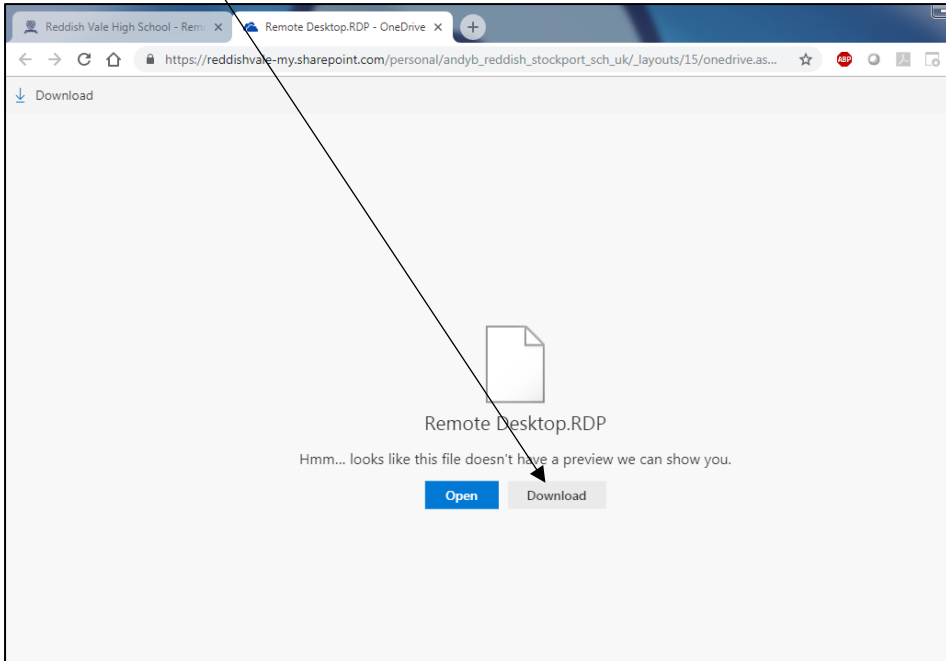 Reddish Vale High School - Remo
Remote Desktop.RDP - OneDrive
https://reddishvale-my.sharepoint.com/personal/andyb_reddish_stockport_sch_uk/_layouts/15/onedrive.as...
ABP
Download
Remote Desktop.RDP
Hmm... looks like this file doesn't have a preview we can show you.
Open Download